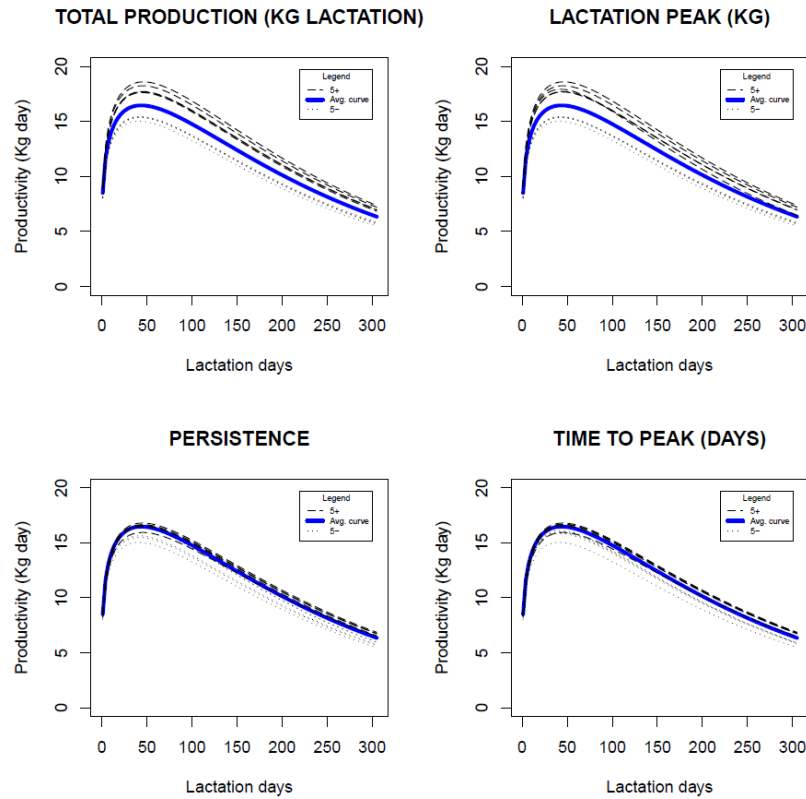 TOTAL PRODUCTION (KG LACTATION)
Productivity (Kg day)
20
15
10
5
0
Legend
5+
Avg. curve
5−
0 50 100 150 200 250 300
Lactation days
LACTATION PEAK (KG)
Productivity (Kg day)
20
15
10
5
0
Legend
5+
Avg. curve
5−
0 50 100 150 200 250 300
Lactation days
PERSISTENCE
Productivity (Kg day)
20
15
10
5
0
Legend
5+
Avg. curve
5−
0 50 100 150 200 250 300
Lactation days
TIME TO PEAK (DAYS)
Productivity (Kg day)
20
15
10
5
0
Legend
5+
Avg. curve
5−
0 50 100 150 200 250 300
Lactation days